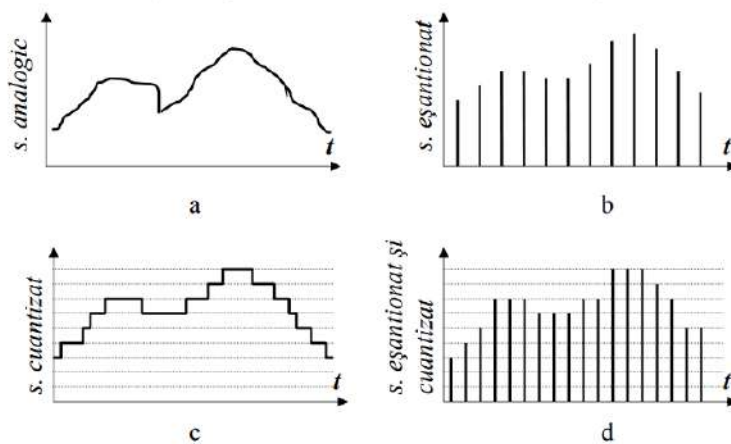 s. analogic
t
a
s. eşantionat
t
b
s. cuantizat
t
c
s. eşantionat şi
cuantizat
t
d